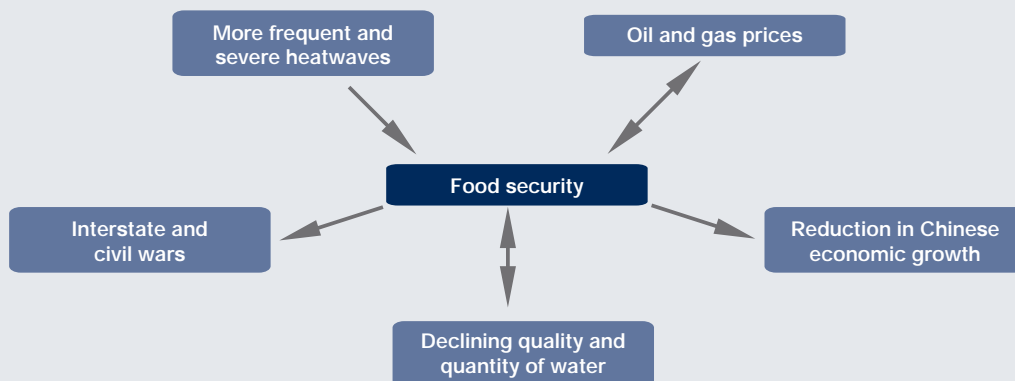 More frequent and
severe heatwaves
Oil and gas prices
Food security
Interstate and
civil wars
Reduction in Chinese
economic growth
Declining quality and
quantity of water